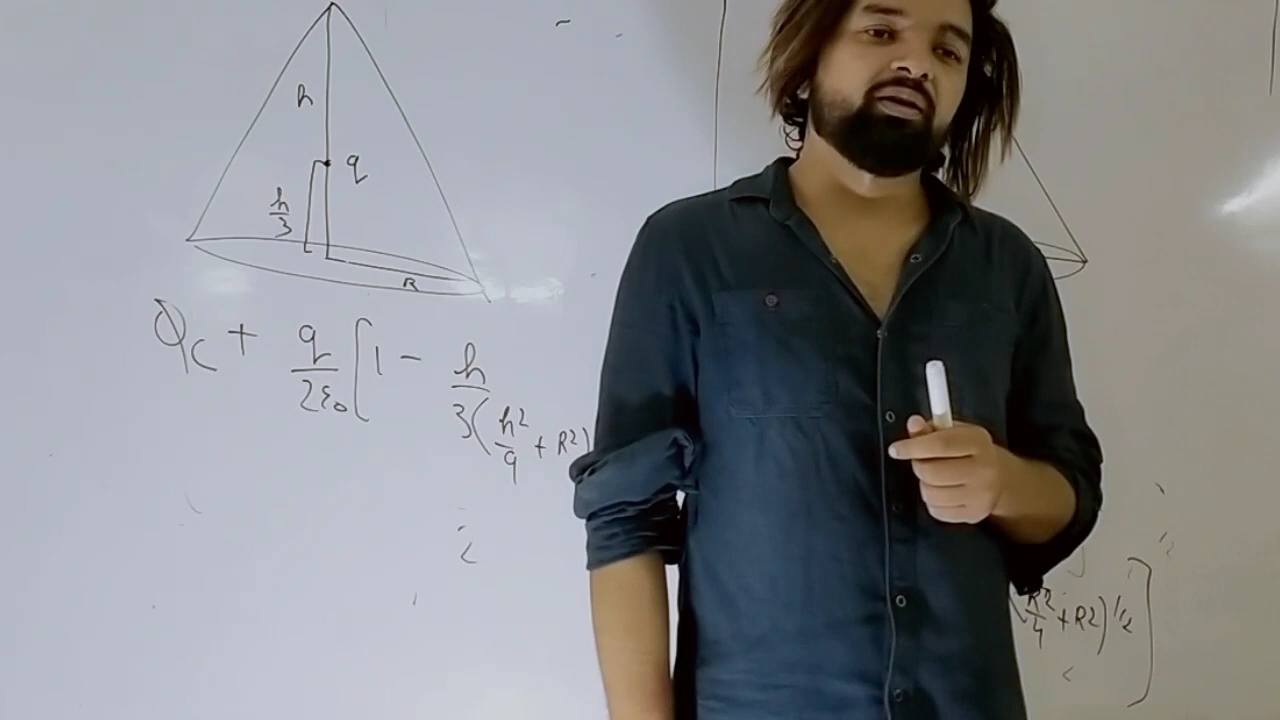 h
q
h/3
R
φc + q/2ε₀ [1 - h/3(h²/9 + R²)
R²/4 + R2)^1/2 ]